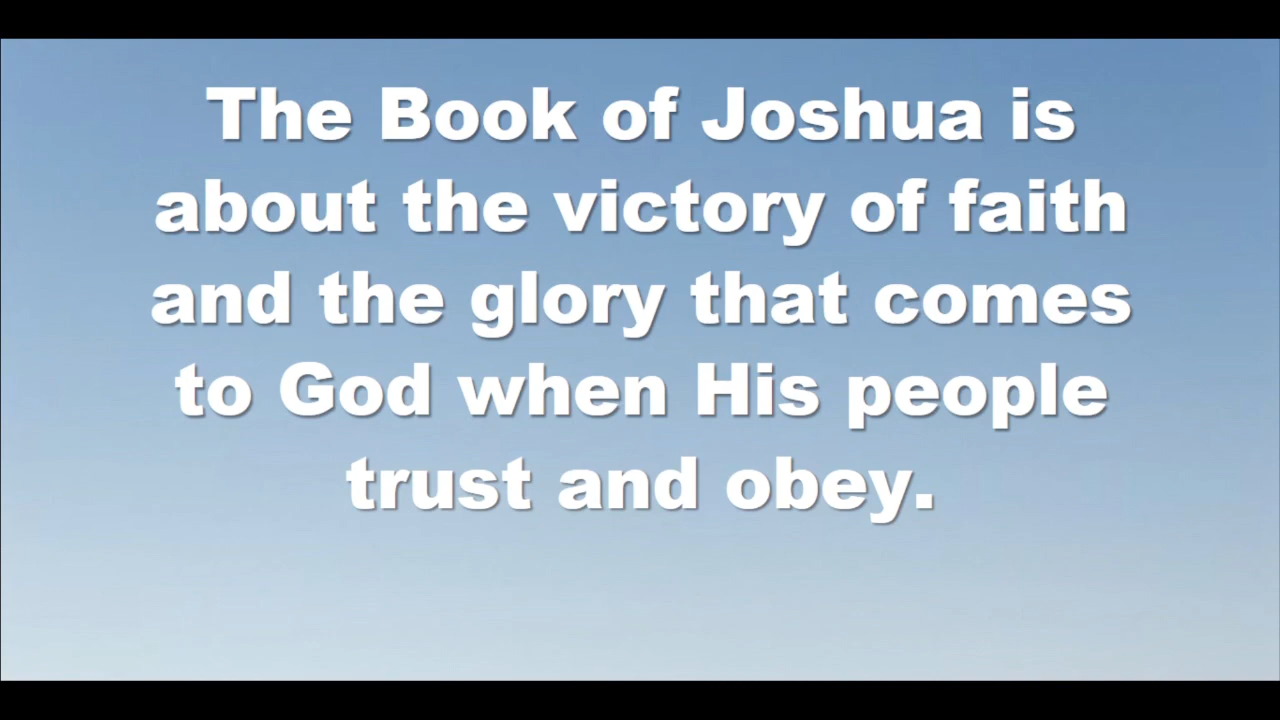 The Book of Joshua is
about the victory of faith
and the glory that comes
to God when His people
trust and obey.